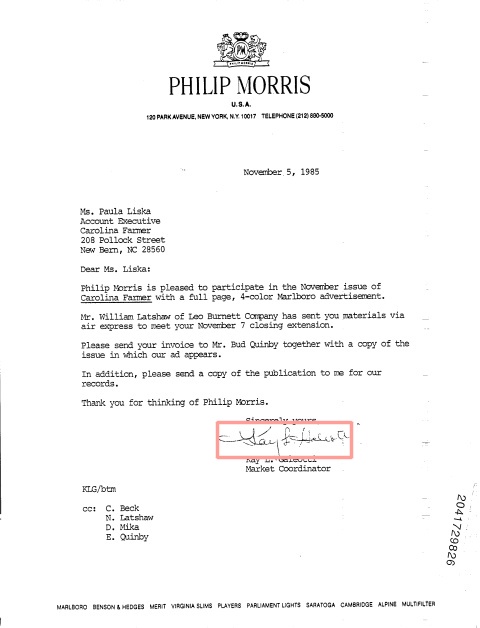 PM
PHILIP MORRIS
U.S.A.
120 PARK AVENUE, NEW YORK, N.Y. 10017 TELEPHONE (212) 880-5000
November 5, 1985
Ms. Paula Liska
Account Executive
Carolina Farmer
208 Pollock Street
New Bern, NC 28560
Dear Ms. Liska:
Philip Morris is pleased to participate in the November issue of
Carolina Farmer with a full page, 4-color Marlboro advertisement.
Mr. William Latshaw of Leo Burnett Company has sent you materials via
air express to meet your November 7 closing extension.
Please send your invoice to Mr. Bud Quinby together with a copy of the
issue in which our ad appears.
In addition, please send a copy of the publication to me for our
records.
Thank you for thinking of Philip Morris.
Sincerely yours
Kay L. Galeotti
Market Coordinator
KLG/btm
cc: C. Beck
N. Latshaw
D. Mika
E. Quinby
2041729826
MARLBORO BENSON & HEDGES MERIT VIRGINIA SLIMS PLAYERS PARLIAMENT LIGHTS SARATOGA CAMBRIDGE ALPINE MULTIFILTER